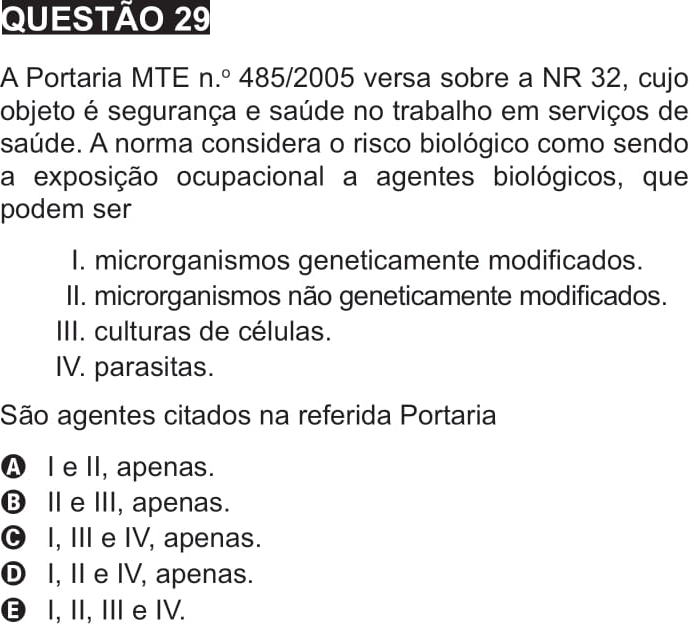 QUESTÃO 29
A Portaria MTE n.º 485/2005 versa sobre a NR 32, cujo
objeto é segurança e saúde no trabalho em serviços de
saúde. A norma considera o risco biológico como sendo
a exposição ocupacional a agentes biológicos, que
podem ser
I. microrganismos geneticamente modificados.
II. microrganismos não geneticamente modificados.
III. culturas de células.
IV. parasitas.
São agentes citados na referida Portaria
A I e II, apenas.
B II e III, apenas.
C I, III e IV, apenas.
D I, II e IV, apenas.
E I, II, III e IV.